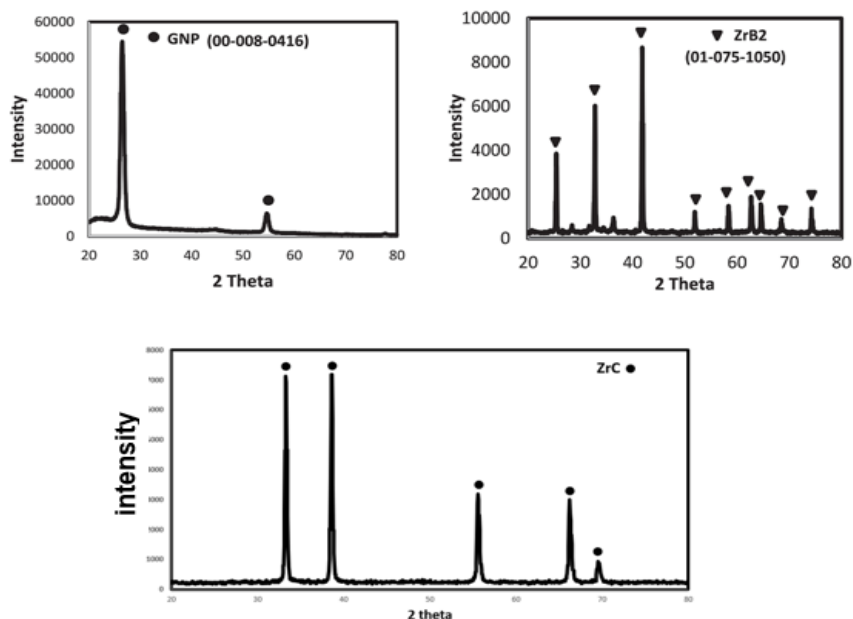 60000
50000
40000
30000
20000
10000
0
Intensity
GNP (00-008-0416)
20 30 40 50 60 70 80
2 Theta
10000
8000
6000
4000
2000
0
Intensity
ZrB2
(01-075-1050)
20 30 40 50 60 70 80
2 Theta
intensity
ZrC
20 30 40 50 60 70 80
2 theta